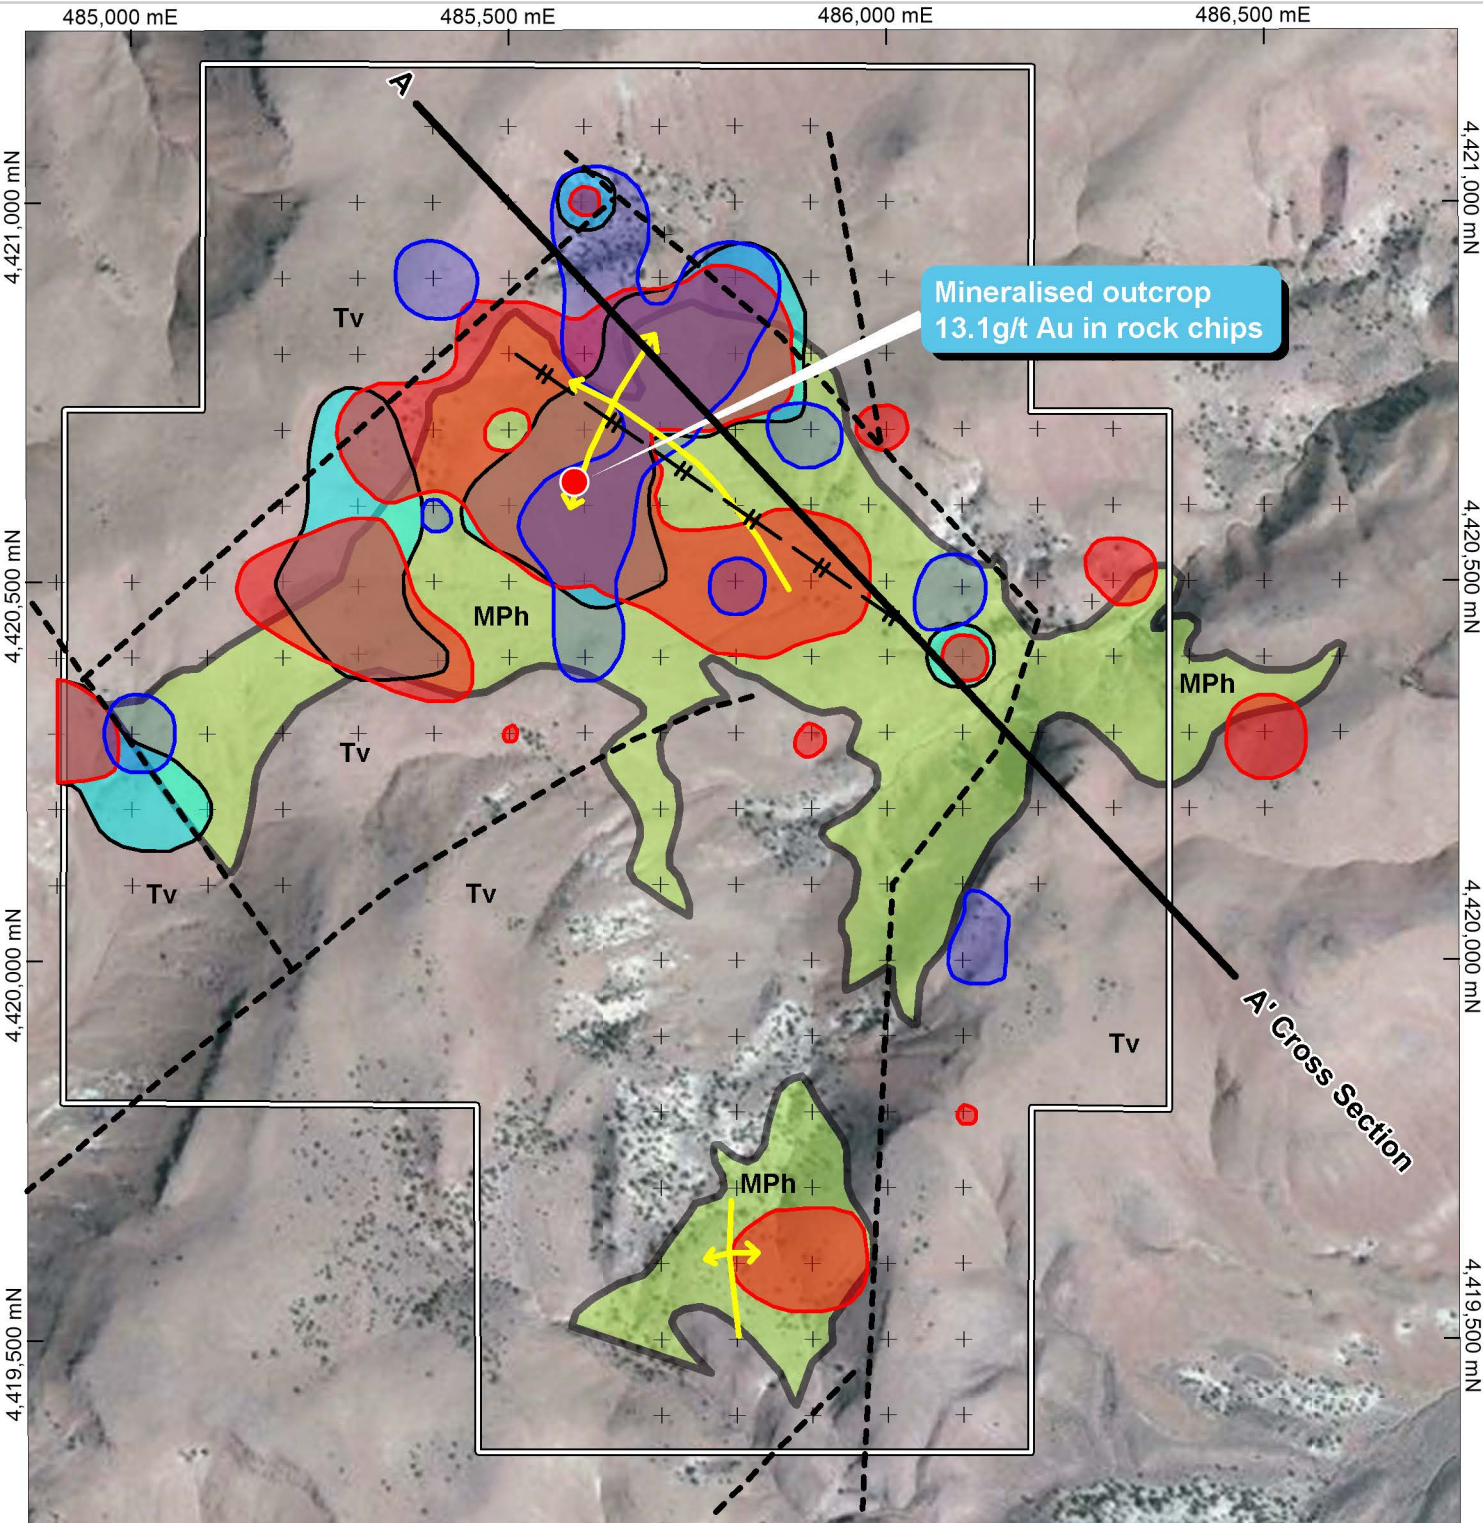 485,000 mE
485,500 mE
486,000 mE
486,500 mE
A
4,421,000 mN
4,421,000 mN
Mineralised outcrop
13.1g/t Au in rock chips
Tv
4,420,500 mN
4,420,500 mN
MPh
MPh
Tv
Tv
Tv
4,420,000 mN
4,420,000 mN
A' Cross Section
Tv
MPh
4,419,500 mN
4,419,500 mN